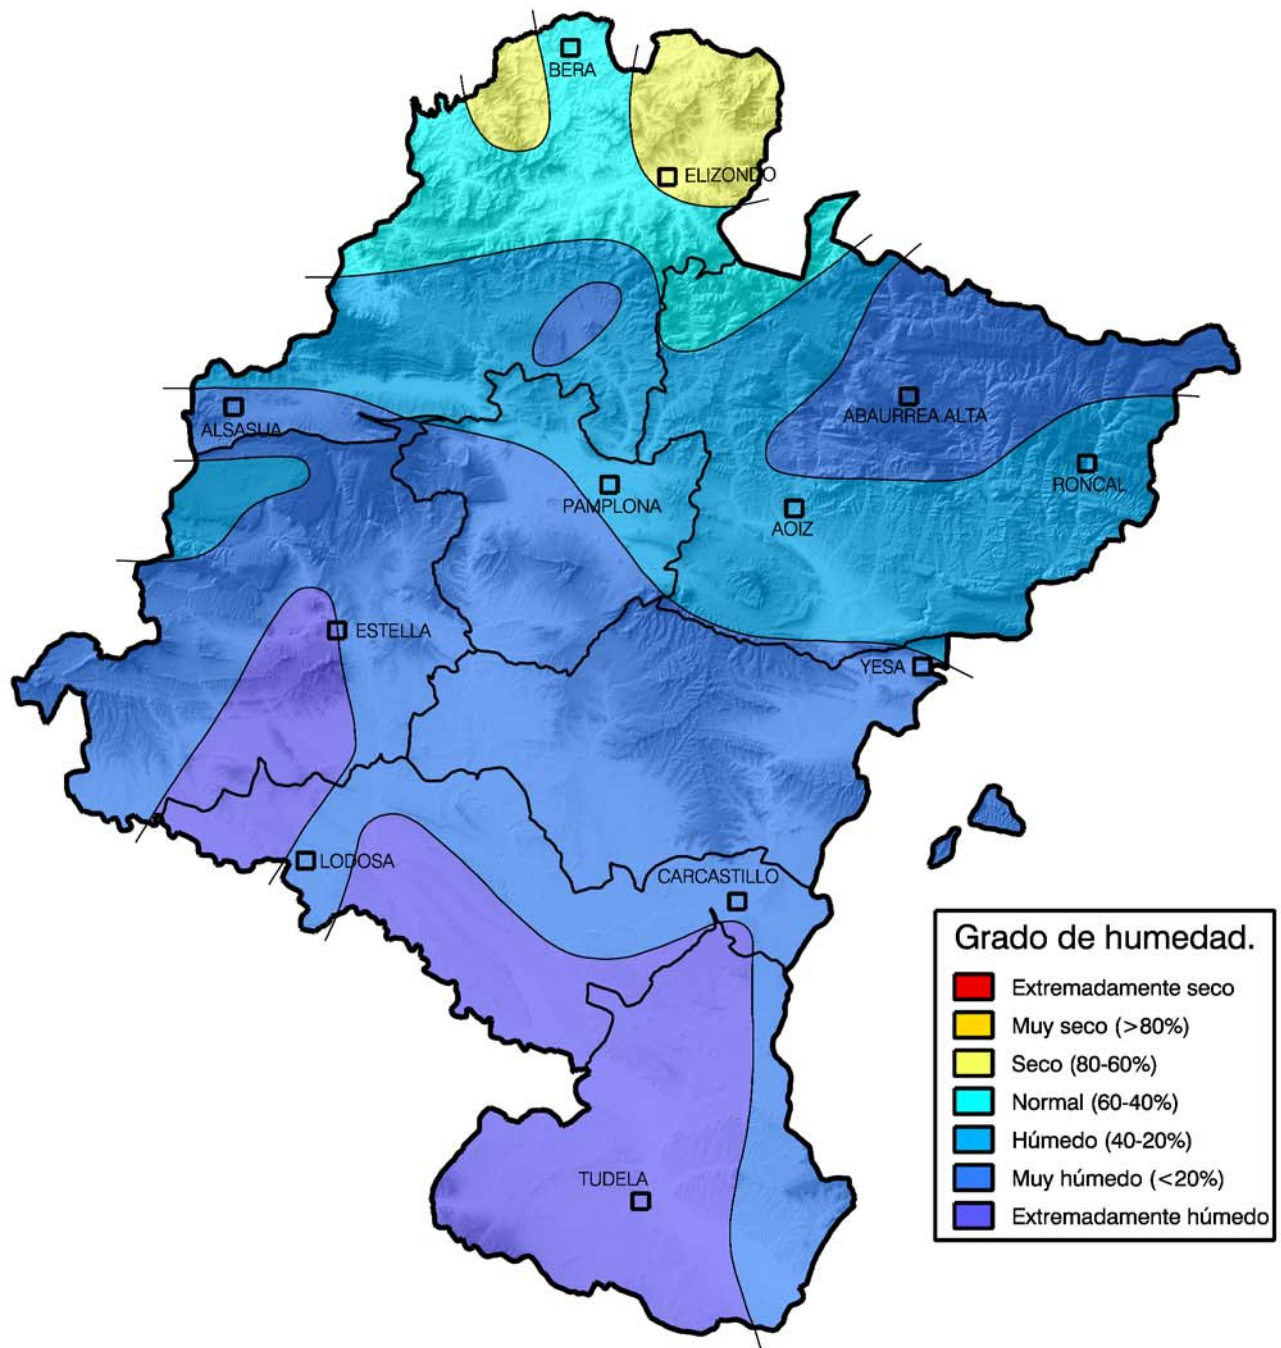 BERA
ELIZONDO
ALSASUA
ABAURREA ALTA
RONCAL
PAMPLONA
AOIZ
ESTELLA
YESA
LODOSA
CARCASTILLO
TUDELA
Grado de humedad.
Extremadamente seco
Muy seco (>80%)
Seco (80-60%)
Normal (60-40%)
Húmedo (40-20%)
Muy húmedo (<20%)
Extremadamente húmedo